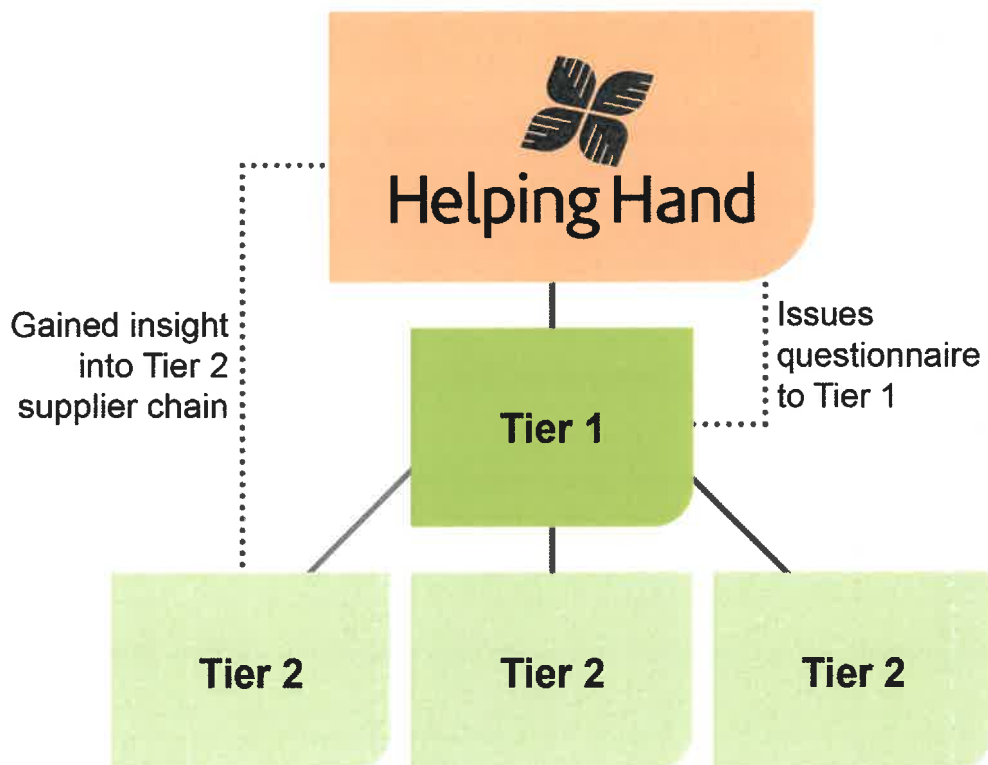 Helping Hand
Gained insight
into Tier 2
supplier chain
Issues
questionnaire
to Tier 1
Tier 1
Tier 2
Tier 2
Tier 2